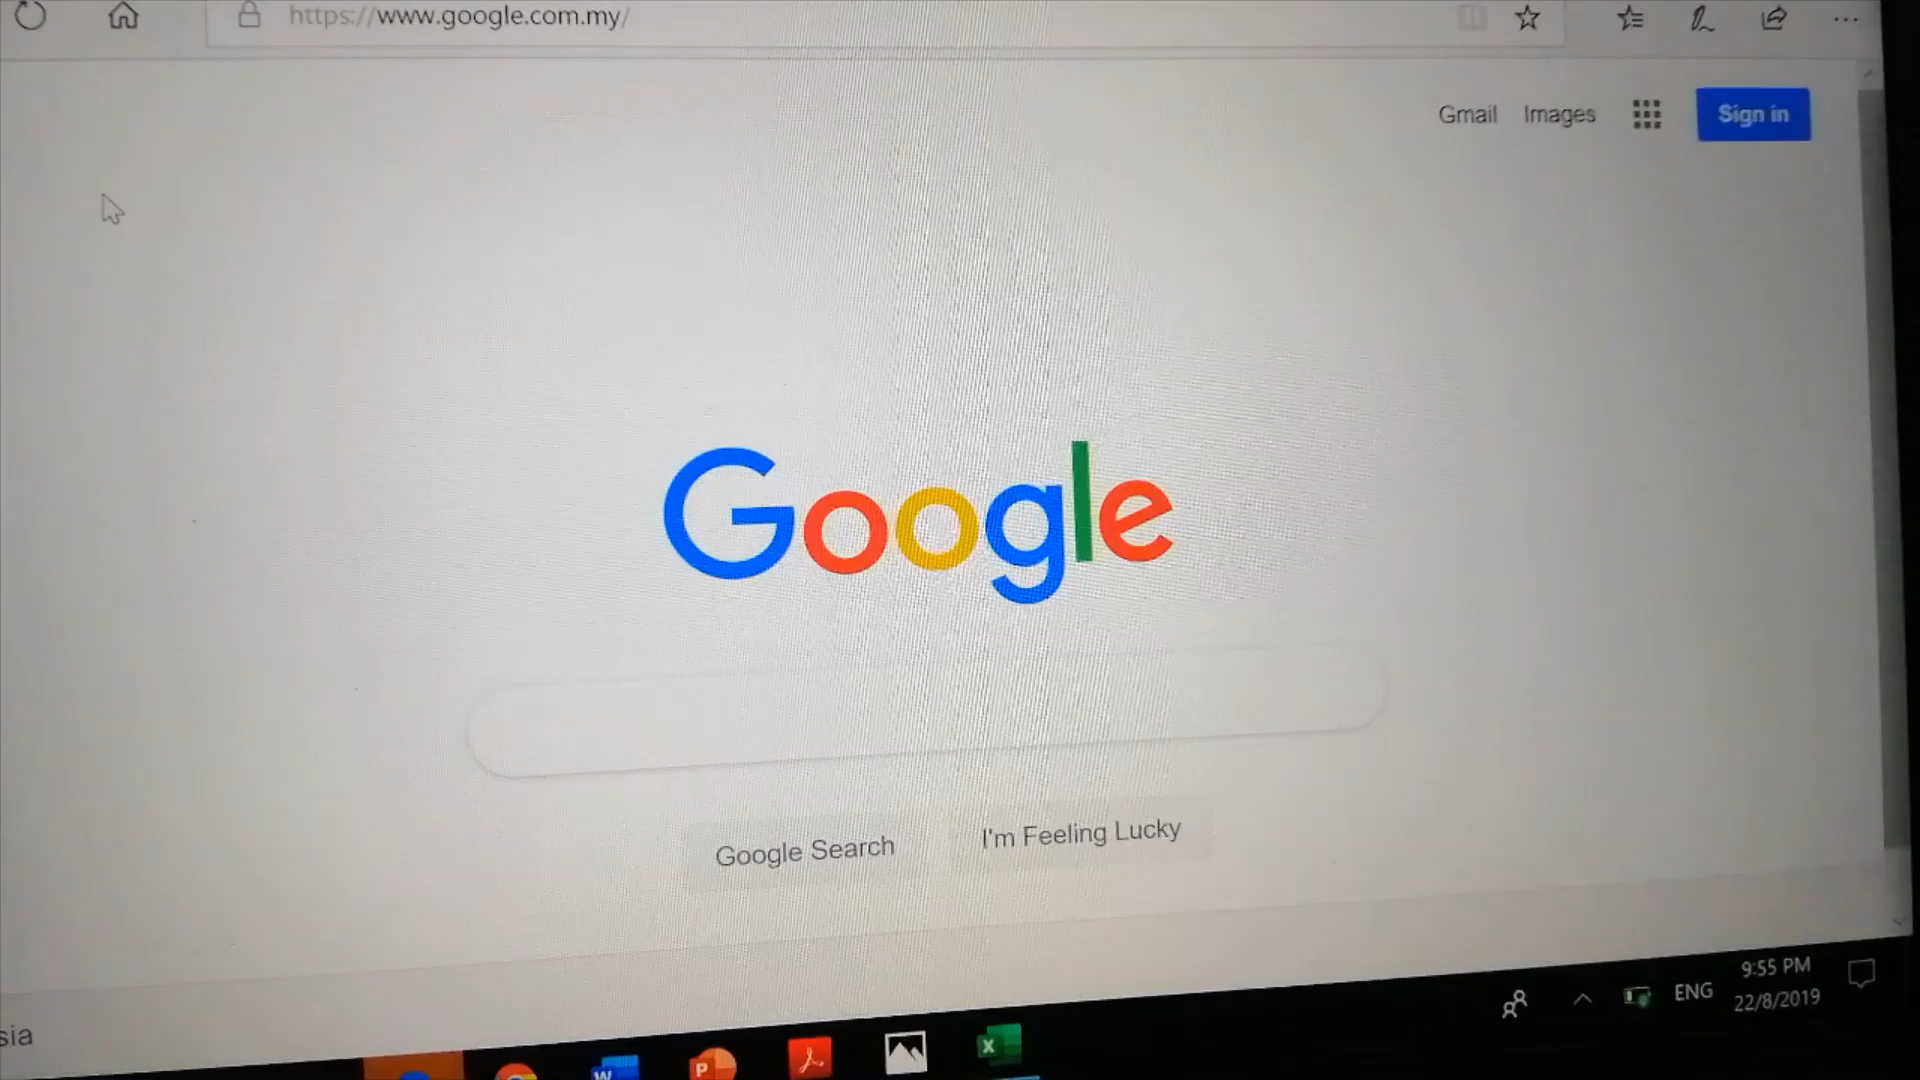 https://www.google.com.my/
Gmail Images Sign in
Google
Google Search I'm Feeling Lucky
9:55 PM
ENG
22/8/2019
sia
W P X